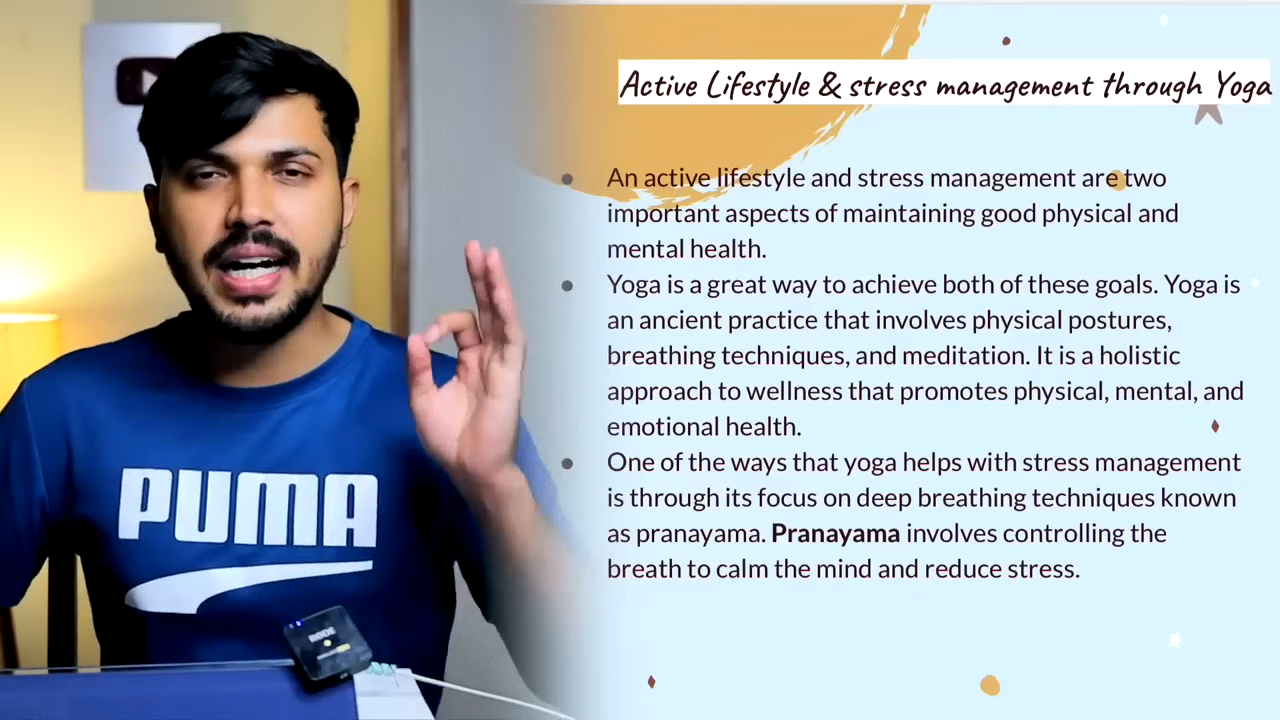 Active Lifestyle & stress management through Yoga
An active lifestyle and stress management are two
important aspects of maintaining good physical and
mental health.
Yoga is a great way to achieve both of these goals. Yoga is
an ancient practice that involves physical postures,
breathing techniques, and meditation. It is a holistic
approach to wellness that promotes physical, mental, and
emotional health.
One of the ways that yoga helps with stress management
is through its focus on deep breathing techniques known
as pranayama. Pranayama involves controlling the
breath to calm the mind and reduce stress.
PUMA
RODE